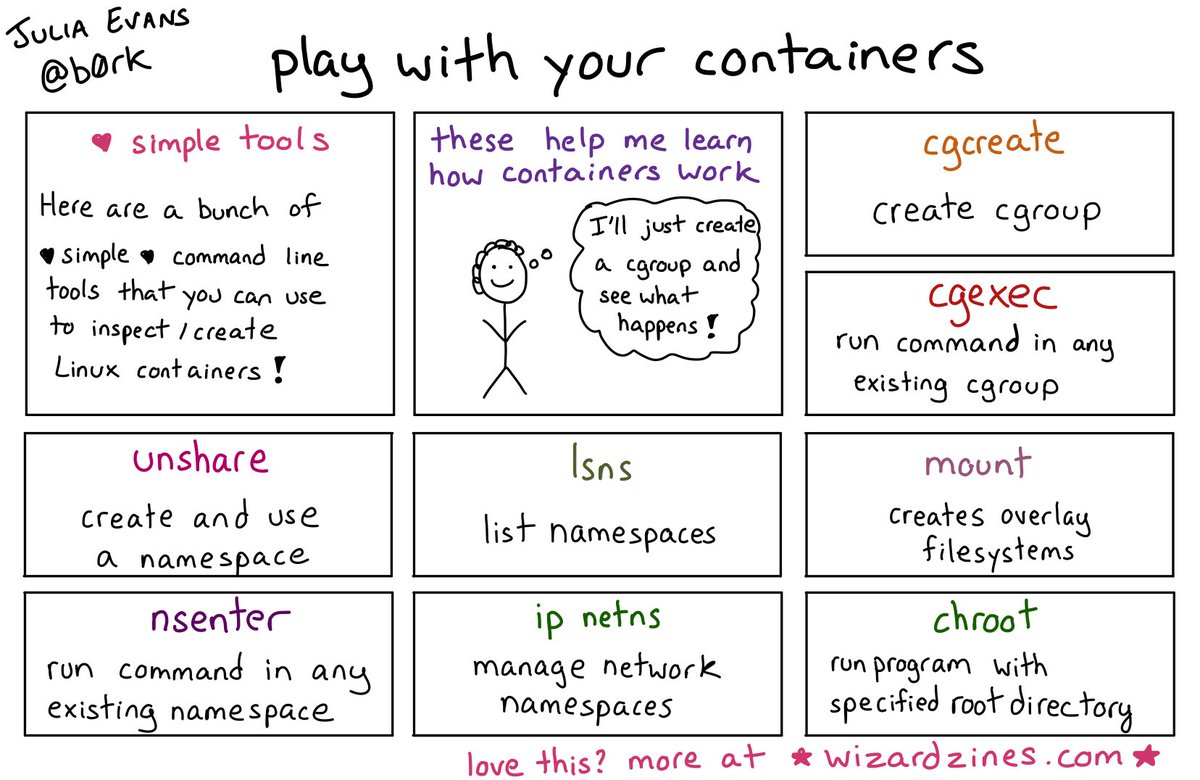 JULIA EVANS
@b0rk
play with your containers
♥ simple tools
Here are a bunch of
♥ simple ♥ command line
tools that you can use
to inspect/create
Linux containers!
these help me learn
how containers work
I'll just create
a cgroup and
see what
happens!
cgcreate
create cgroup
cgexec
run command in any
existing cgroup
unshare
create and use
a namespace
lsns
list namespaces
mount
creates overlay
filesystems
nsenter
run command in any
existing namespace
ip netns
manage network
namespaces
chroot
run program with
specified root directory
love this? more at ★ wizardzines.com ★